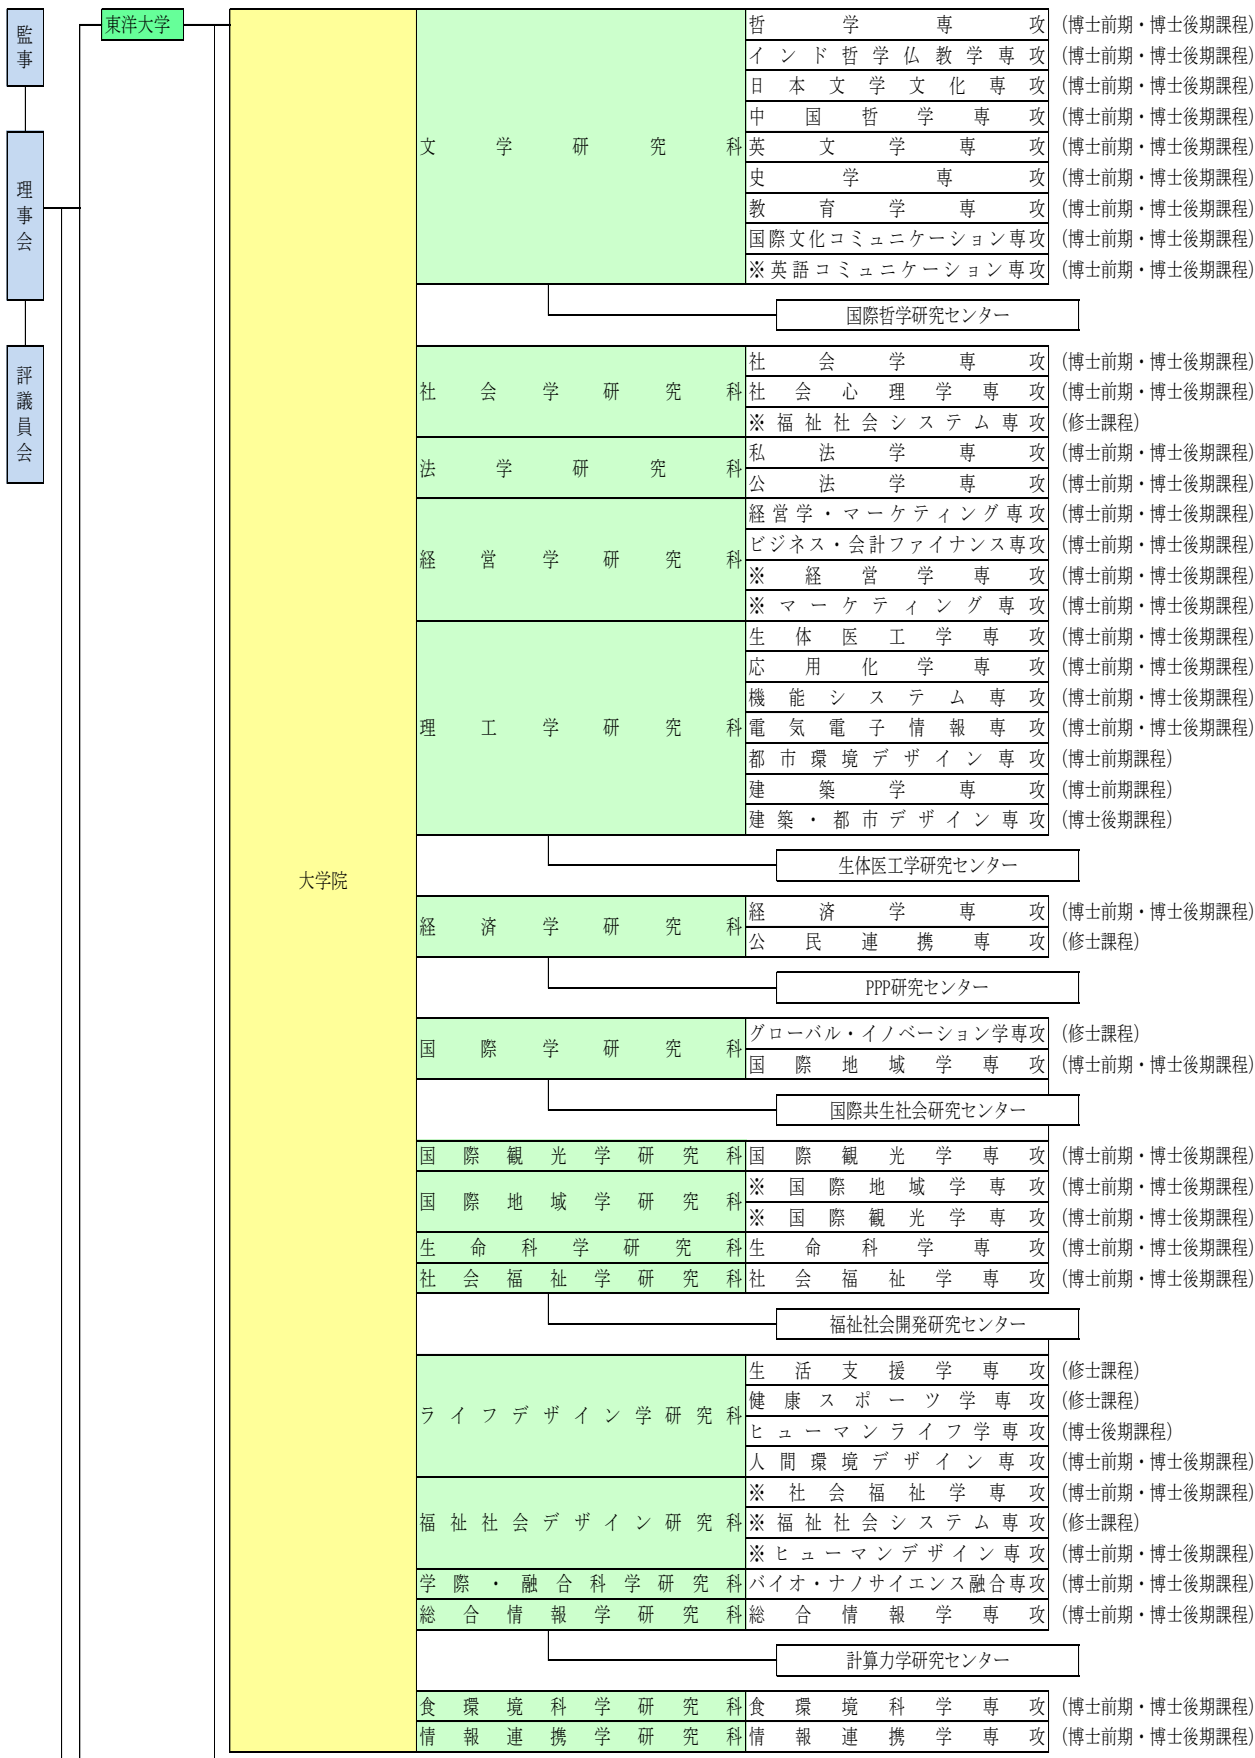 監事
理事会
評議員会
東洋大学
大学院
文学研究科
哲学専攻 (博士前期・博士後期課程)
インド哲学仏教学専攻 (博士前期・博士後期課程)
日本文学文化専攻 (博士前期・博士後期課程)
中国哲学専攻 (博士前期・博士後期課程)
英文学専攻 (博士前期・博士後期課程)
史学専攻 (博士前期・博士後期課程)
教育学専攻 (博士前期・博士後期課程)
国際文化コミュニケーション専攻 (博士前期・博士後期課程)
※英語コミュニケーション専攻 (博士前期・博士後期課程)
国際哲学研究センター
社会学研究科
社会学専攻 (博士前期・博士後期課程)
社会心理学専攻 (博士前期・博士後期課程)
※福祉社会システム専攻 (修士課程)
法学研究科
私法学専攻 (博士前期・博士後期課程)
公法学専攻 (博士前期・博士後期課程)
経営学研究科
経営学・マーケティング専攻 (博士前期・博士後期課程)
ビジネス・会計ファイナンス専攻 (博士前期・博士後期課程)
※経営学専攻 (博士前期・博士後期課程)
※マーケティング専攻 (博士前期・博士後期課程)
理工学研究科
生体医工学専攻 (博士前期・博士後期課程)
応用化学専攻 (博士前期・博士後期課程)
機能システム専攻 (博士前期・博士後期課程)
電気電子情報専攻 (博士前期・博士後期課程)
都市環境デザイン専攻 (博士前期課程)
建築学専攻 (博士前期課程)
建築・都市デザイン専攻 (博士後期課程)
生体医工学研究センター
経済学研究科
経済学専攻 (博士前期・博士後期課程)
公民連携専攻 (修士課程)
PPP研究センター
国際学研究科
グローバル・イノベーション学専攻 (修士課程)
国際地域学専攻 (博士前期・博士後期課程)
国際共生社会研究センター
国際観光学研究科
国際観光学専攻 (博士前期・博士後期課程)
国際地域学研究科
※国際地域学専攻 (博士前期・博士後期課程)
※国際観光学専攻 (博士前期・博士後期課程)
生命科学研究科
生命科学専攻 (博士前期・博士後期課程)
社会福祉学研究科
社会福祉学専攻 (博士前期・博士後期課程)
福祉社会開発研究センター
ライフデザイン学研究科
生活支援学専攻 (修士課程)
健康スポーツ学専攻 (修士課程)
ヒューマンライフ学専攻 (博士後期課程)
人間環境デザイン専攻 (博士前期・博士後期課程)
福祉社会デザイン研究科
※社会福祉学専攻 (博士前期・博士後期課程)
※福祉社会システム専攻 (修士課程)
※ヒューマンデザイン専攻 (博士前期・博士後期課程)
学際・融合科学研究科
バイオ・ナノサイエンス融合専攻 (博士前期・博士後期課程)
総合情報学研究科
総合情報学専攻 (博士前期・博士後期課程)
計算力学研究センター
食環境科学研究科
食環境科学専攻 (博士前期・博士後期課程)
情報連携学研究科
情報連携学専攻 (博士前期・博士後期課程)